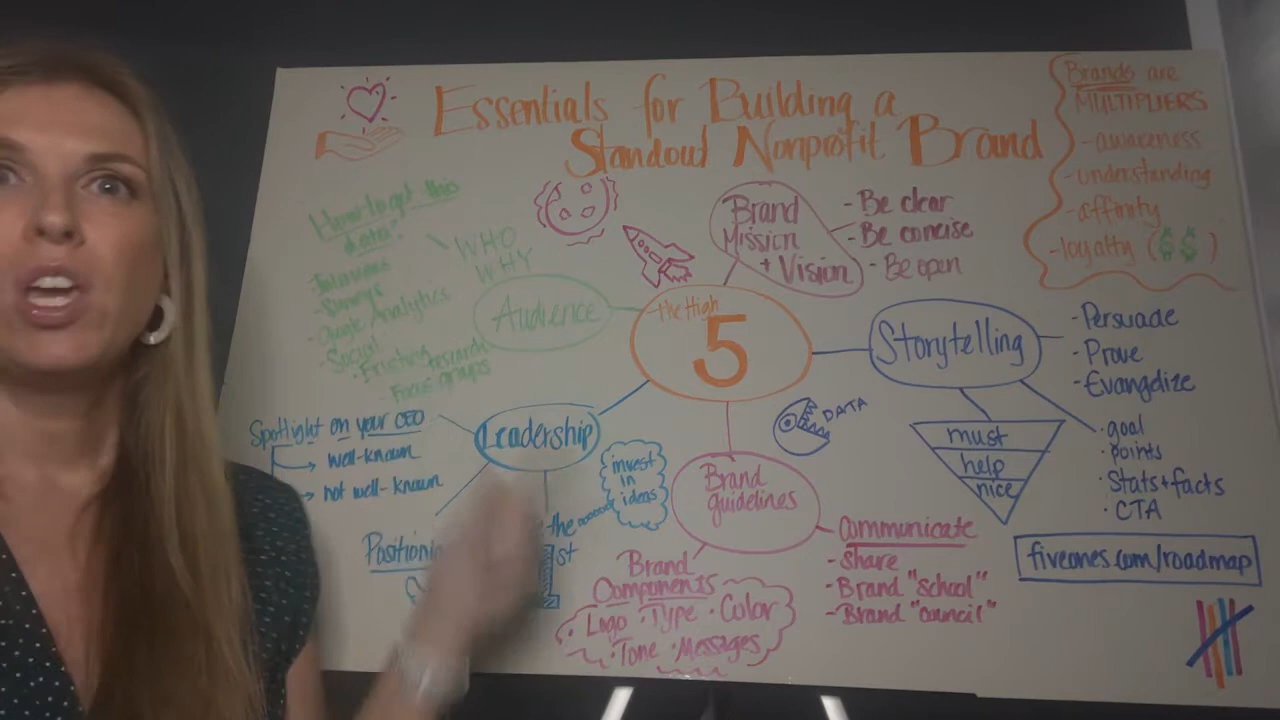 Essentials for Building a
Standout Nonprofit Brand
Brands are
MULTIPLIERS
- awareness
- understanding
- affinity
- loyalty ($ $)
How to get this
data?
- Interviews
- Surveys
- Google Analytics
- Social
- Existing research
- Focus groups
WHO
WHY
Audience
the High
5
Brand
Mission
+ Vision
- Be clear
- Be concise
- Be open
Storytelling
- Persuade
- Prove
- Evangelize
must
help
nice
· goal
· points
· Stats + facts
· CTA
DATA
Leadership
Spotlight on your CEO
well-known
not well-known
invest
in
ideas
the
st
Brand
guidelines
Communicate
- Share
- Brand "school"
- Brand "council"
Brand
Components
· Logo · Type · Color
· Tone · Messages
fiveones.com/roadmap